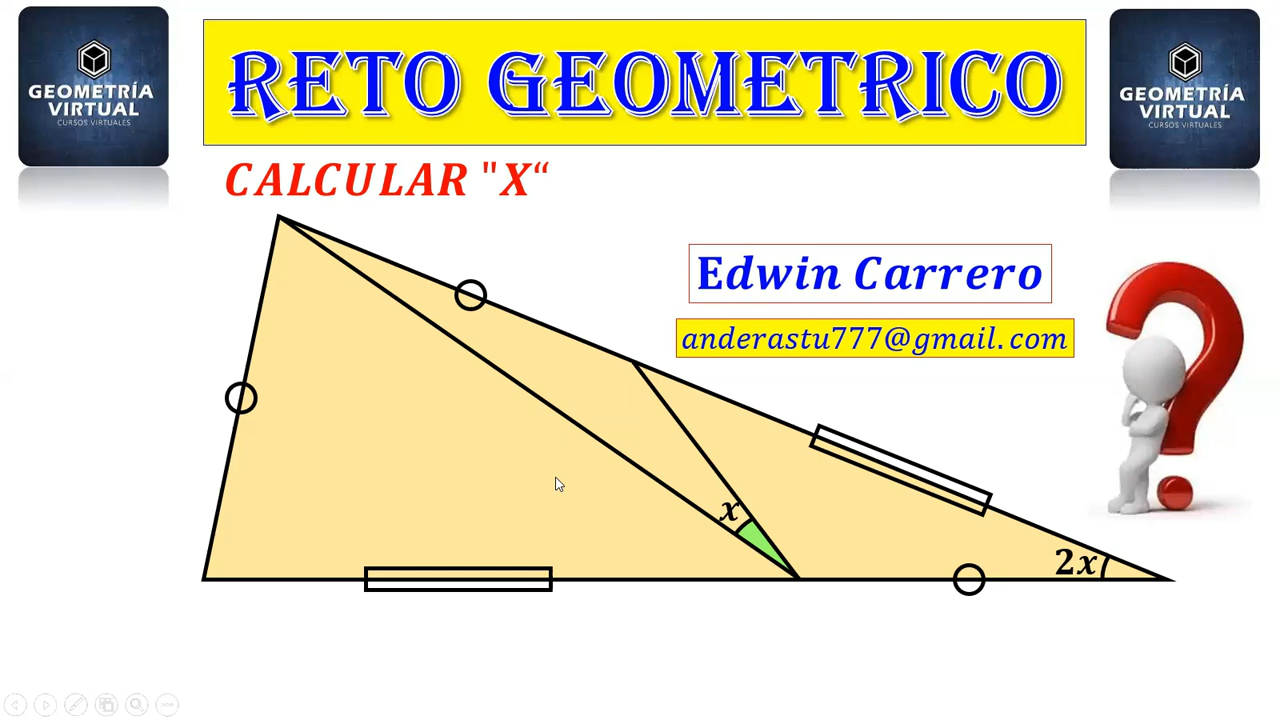 GEOMETRÍA
VIRTUAL
CURSOS VIRTUALES
RETO GEOMETRICO
GEOMETRÍA
VIRTUAL
CURSOS VIRTUALES
CALCULAR "X“
Edwin Carrero
anderastu777@gmail.com
x
2x